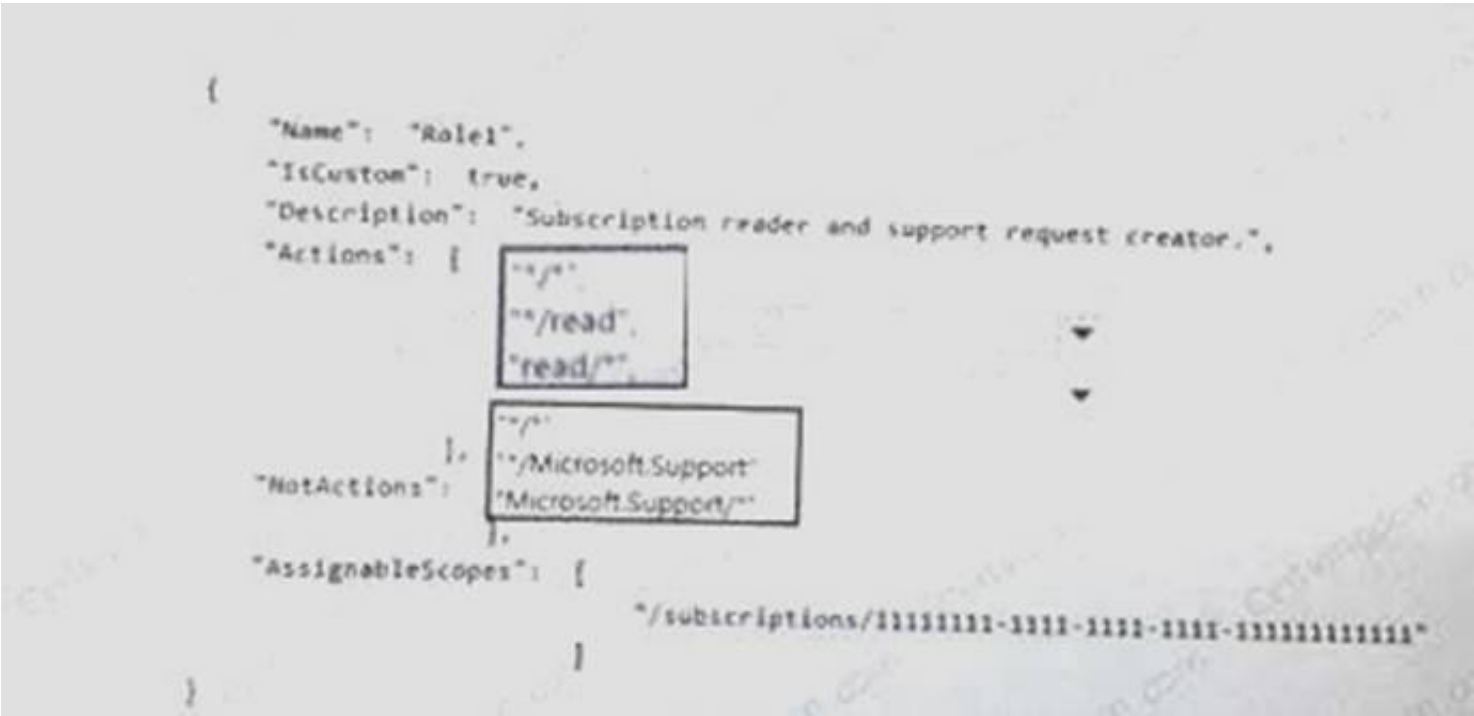 {
"Name": "Role1",
"IsCustom": true,
"Description": "Subscription reader and support request creator.",
"Actions": [
"*/*",
"*/read",
"read/*",
"*/*"
],
"*/Microsoft.Support"
"NotActions":
"Microsoft.Support/*"
],
"AssignableScopes": [
"/subscriptions/11111111-1111-1111-1111-111111111111"
]
}